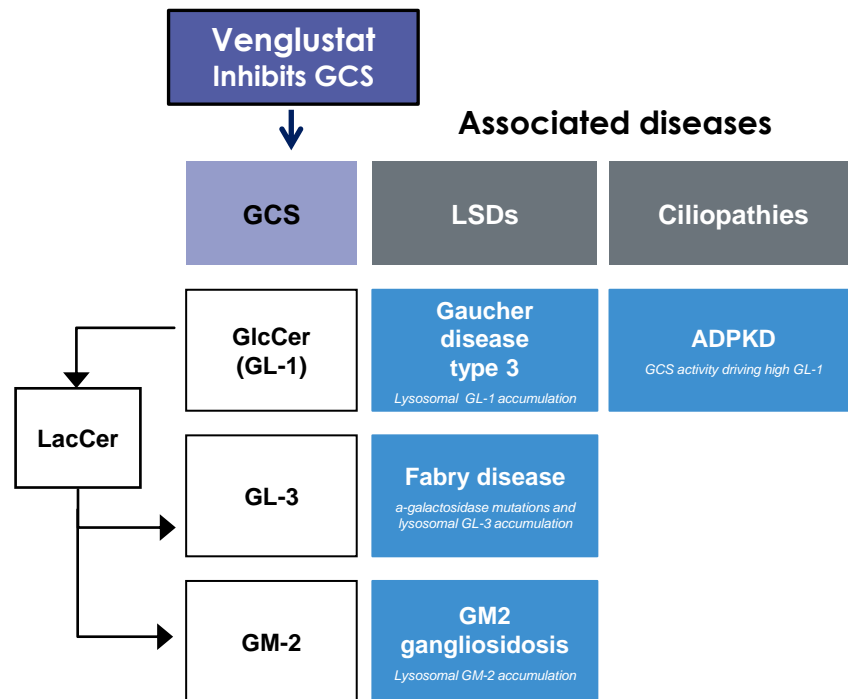 Venglustat
Inhibits GCS
Associated diseases
GCS
LSDs
Ciliopathies
GlcCer
(GL-1)
Gaucher
disease
type 3
Lysosomal GL-1 accumulation
ADPKD
GCS activity driving high GL-1
LacCer
GL-3
Fabry disease
a-galactosidase mutations and
lysosomal GL-3 accumulation
GM-2
GM2
gangliosidosis
Lysosomal GM-2 accumulation